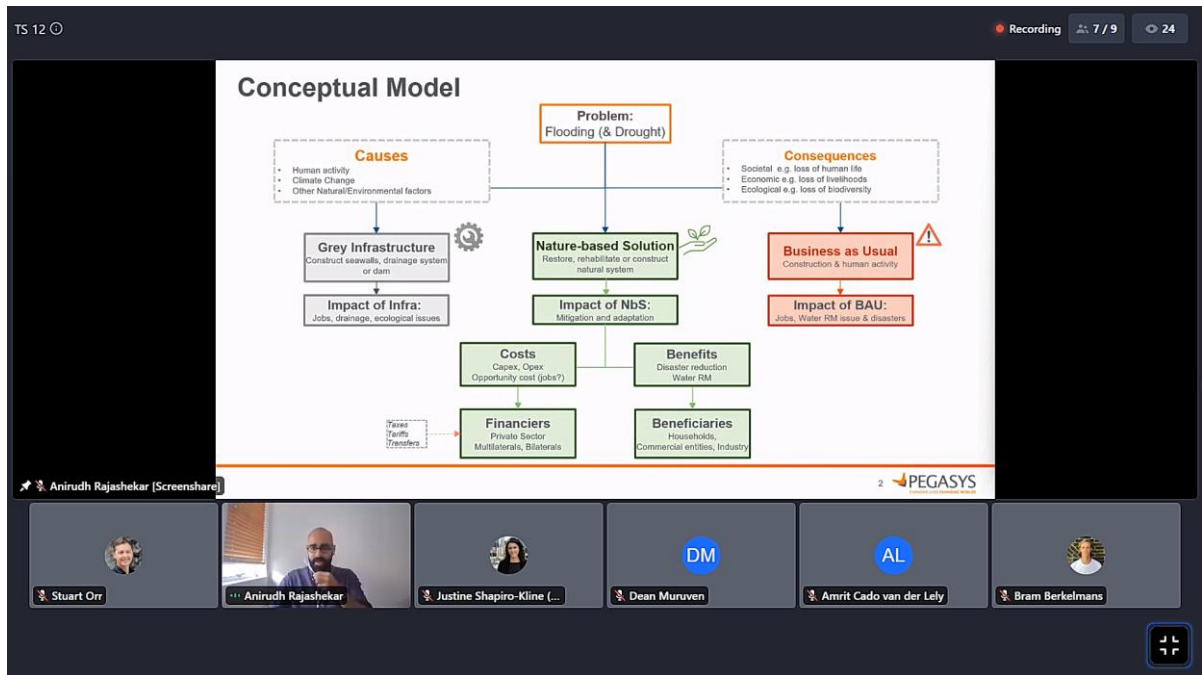 TS 12
Recording
7 / 9
24
Conceptual Model
Problem:
Flooding (& Drought)
Causes
• Human activity
• Climate Change
• Other Natural/Environmental factors
Consequences
• Societal e.g. loss of human life
• Economic e.g. loss of livelihoods
• Ecological e.g. loss of biodiversity
Grey Infrastructure
Construct seawalls, drainage system
or dam
Nature-based Solution
Restore, rehabilitate or construct
natural system
Business as Usual
Construction & human activity
Impact of Infra:
Jobs, drainage, ecological issues
Impact of NbS:
Mitigation and adaptation
Impact of BAU:
Jobs, Water RM issue & disasters
Costs
Capex, Opex
Opportunity cost (jobs?)
Benefits
Disaster reduction
Water RM
Taxes
Tariffs
Transfers
Financiers
Private Sector
Multilaterals, Bilaterals
Beneficiaries
Households,
Commercial entities, Industry
2
PEGASYS
Anirudh Rajashekar [Screenshare]
Stuart Orr
Anirudh Rajashekar
Justine Shapiro-Kline (...
DM
Dean Muruven
AL
Amrit Cado van der Lely
Bram Berkelmans